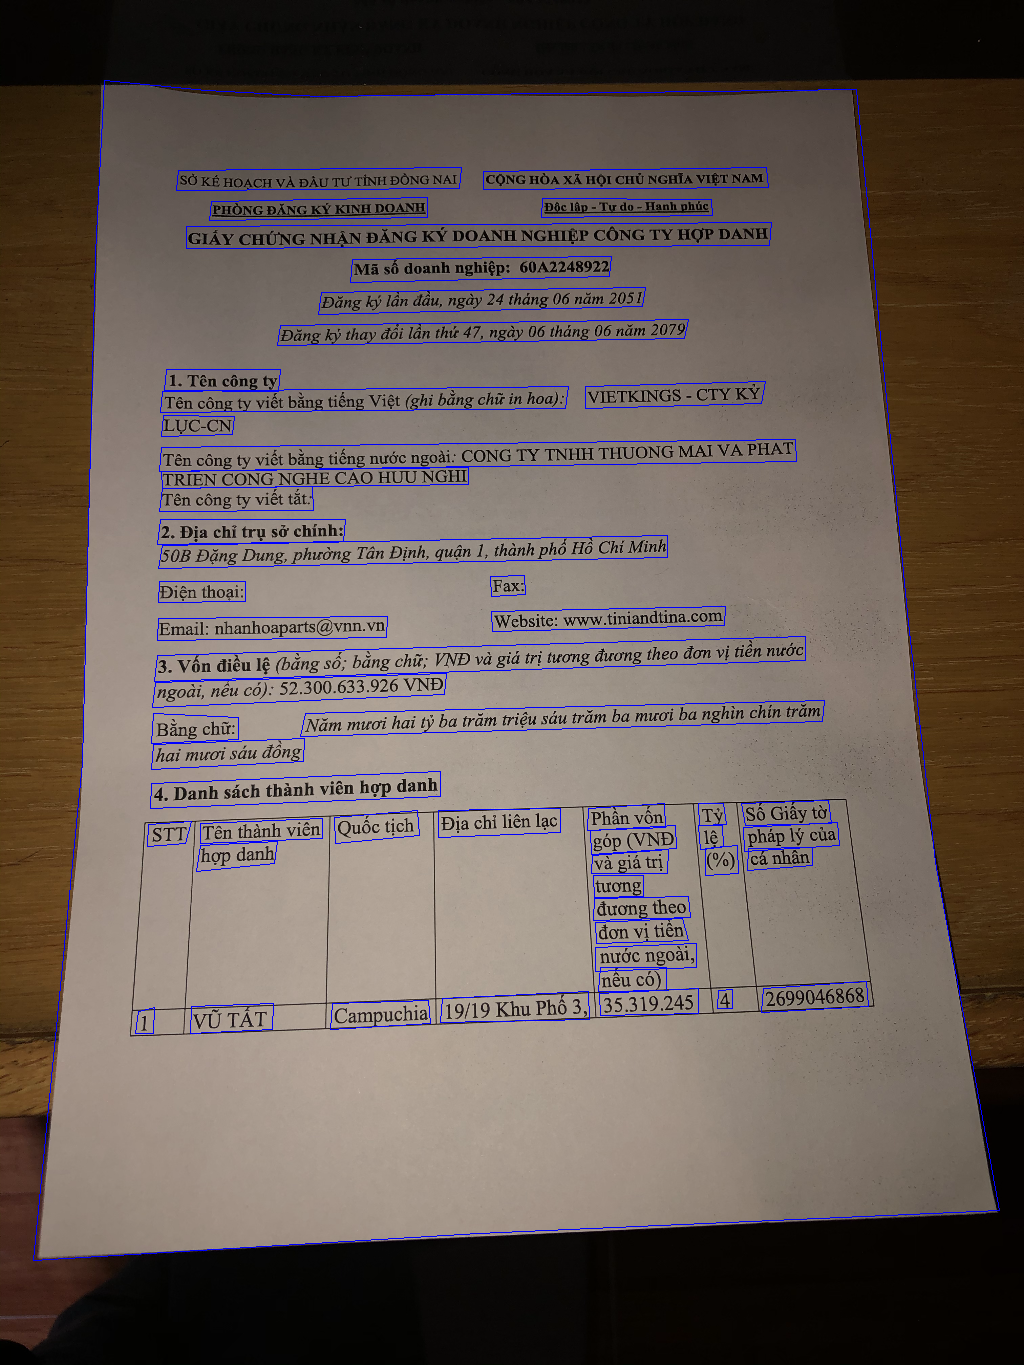 SỞ KẾ HOẠCH VÀ ĐẦU TƯ TỈNH ĐỒNG NAI CỘNG HÒA XÃ HỘI CHỦ NGHĨA VIỆT NAM
PHÒNG ĐĂNG KÝ KINH DOANH Độc lập - Tự do - Hạnh phúc
GIẤY CHỨNG NHẬN ĐĂNG KÝ DOANH NGHIỆP CÔNG TY HỢP DANH
Mã số doanh nghiệp: 60A2248922
Đăng ký lần đầu, ngày 24 tháng 06 năm 2051
Đăng ký thay đổi lần thứ 47, ngày 06 tháng 06 năm 2079
1. Tên công ty
Tên công ty viết bằng tiếng Việt (ghi bằng chữ in hoa): VIETKINGS - CTY KỶ
LỤC-CN
Tên công ty viết bằng tiếng nước ngoài: CONG TY TNHH THUONG MAI VA PHAT
TRIEN CONG NGHE CAO HUU NGHI
Tên công ty viết tắt:
2. Địa chỉ trụ sở chính:
50B Đặng Dung, phường Tân Định, quận 1, thành phố Hồ Chí Minh
Điện thoại: Fax:
Email: nhanhoaparts@vnn.vn Website: www.tiniandtina.com
3. Vốn điều lệ (bằng số; bằng chữ; VNĐ và giá trị tương đương theo đơn vị tiền nước
ngoài, nếu có): 52.300.633.926 VNĐ
Bằng chữ: Năm mươi hai tỷ ba trăm triệu sáu trăm ba mươi ba nghìn chín trăm
hai mươi sáu đồng
4. Danh sách thành viên hợp danh
STT Tên thành viên Quốc tịch Địa chỉ liên lạc Phần vốn Tỷ Số Giấy tờ
hợp danh góp (VNĐ lệ pháp lý của
và giá trị (%) cá nhân
tương
đương theo
đơn vị tiền
nước ngoài,
nếu có)
1 VŨ TẤT Campuchia 19/19 Khu Phố 3, 35.319.245 4 2699046868